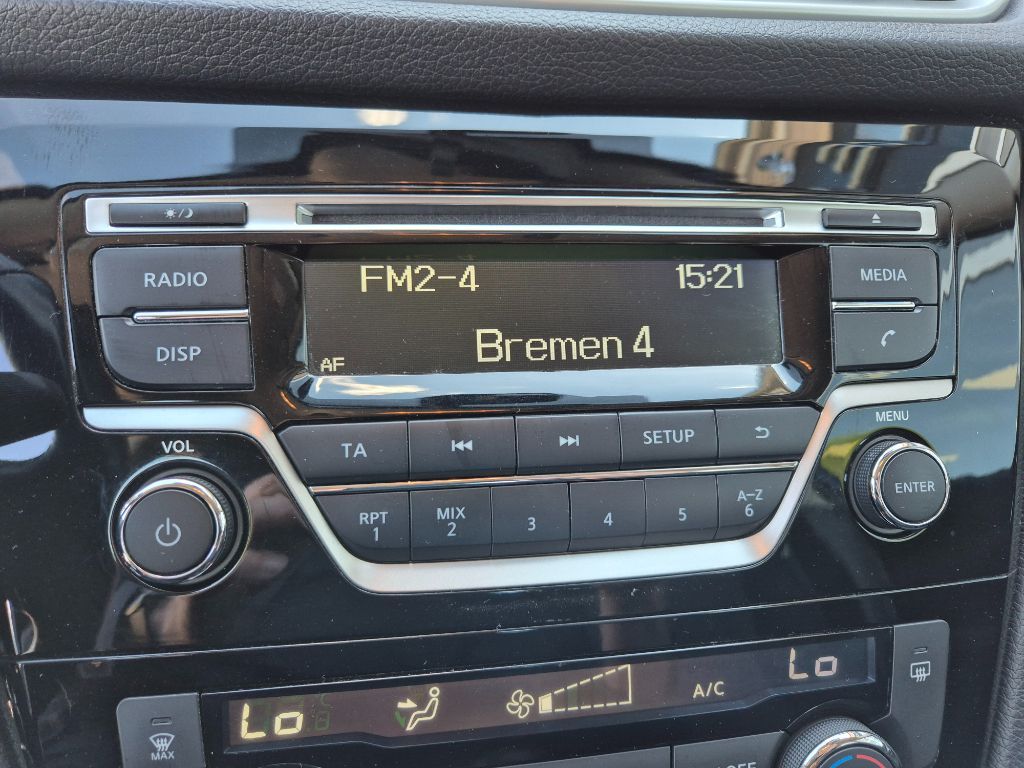 RADIO
DISP
FM2-4 15:21
Bremen 4
AF
MEDIA
VOL
MENU
TA
SETUP
ENTER
RPT
1
MIX
2
3
4
5
A-Z
6
Lo
A/C
Lo
MAX